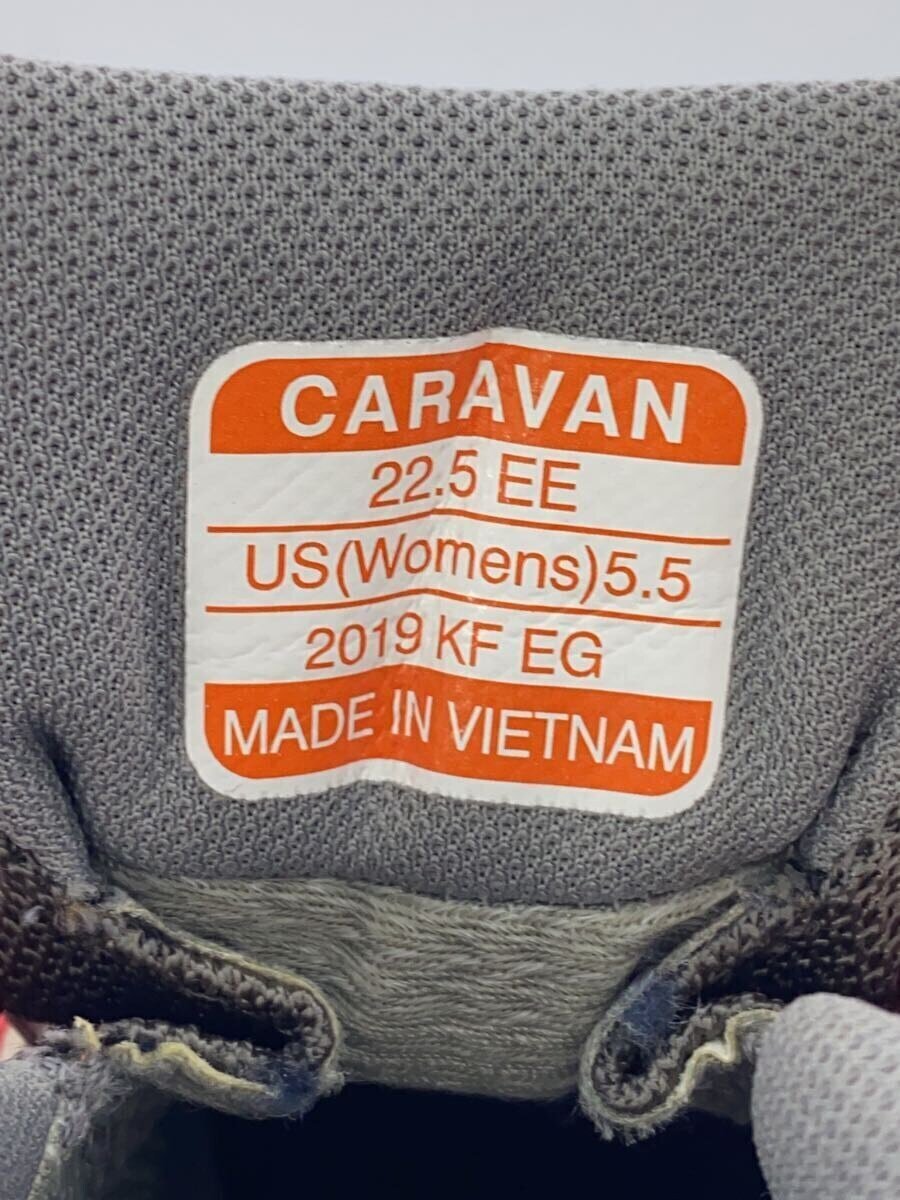 CARAVAN
22.5 EE
US(Womens)5.5
2019 KF EG
MADE IN VIETNAM